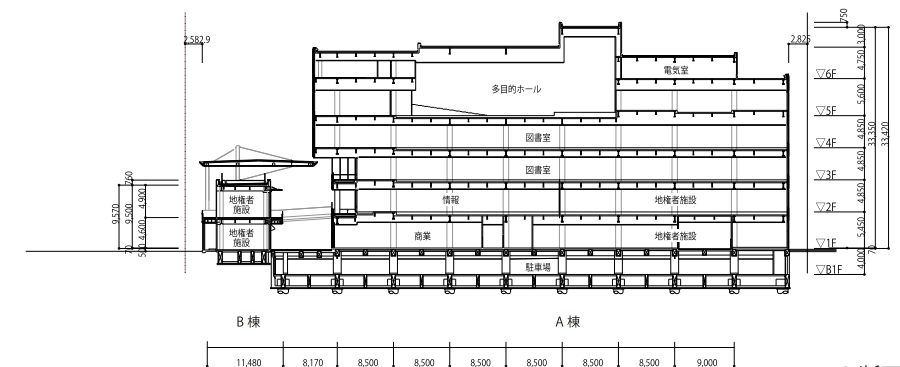 750
2.582.9
2.825
3,000
電気室
4,750
▽6F
多目的ホール
5,600
▽5F
図書室
4,850
33,350
33,420
▽4F
図書室
4,850
▽3F
760
地権者
施設
情報
地権者施設
4,850
9,570
9,500
4,900
▽2F
地権者
施設
商業
地権者施設
5,450
4,600
▽1F
70
500
70
駐車場
4,000
▽B1F
B 棟
A 棟
11,480
8,170
8,500
8,500
8,500
8,500
8,500
8,500
9,000